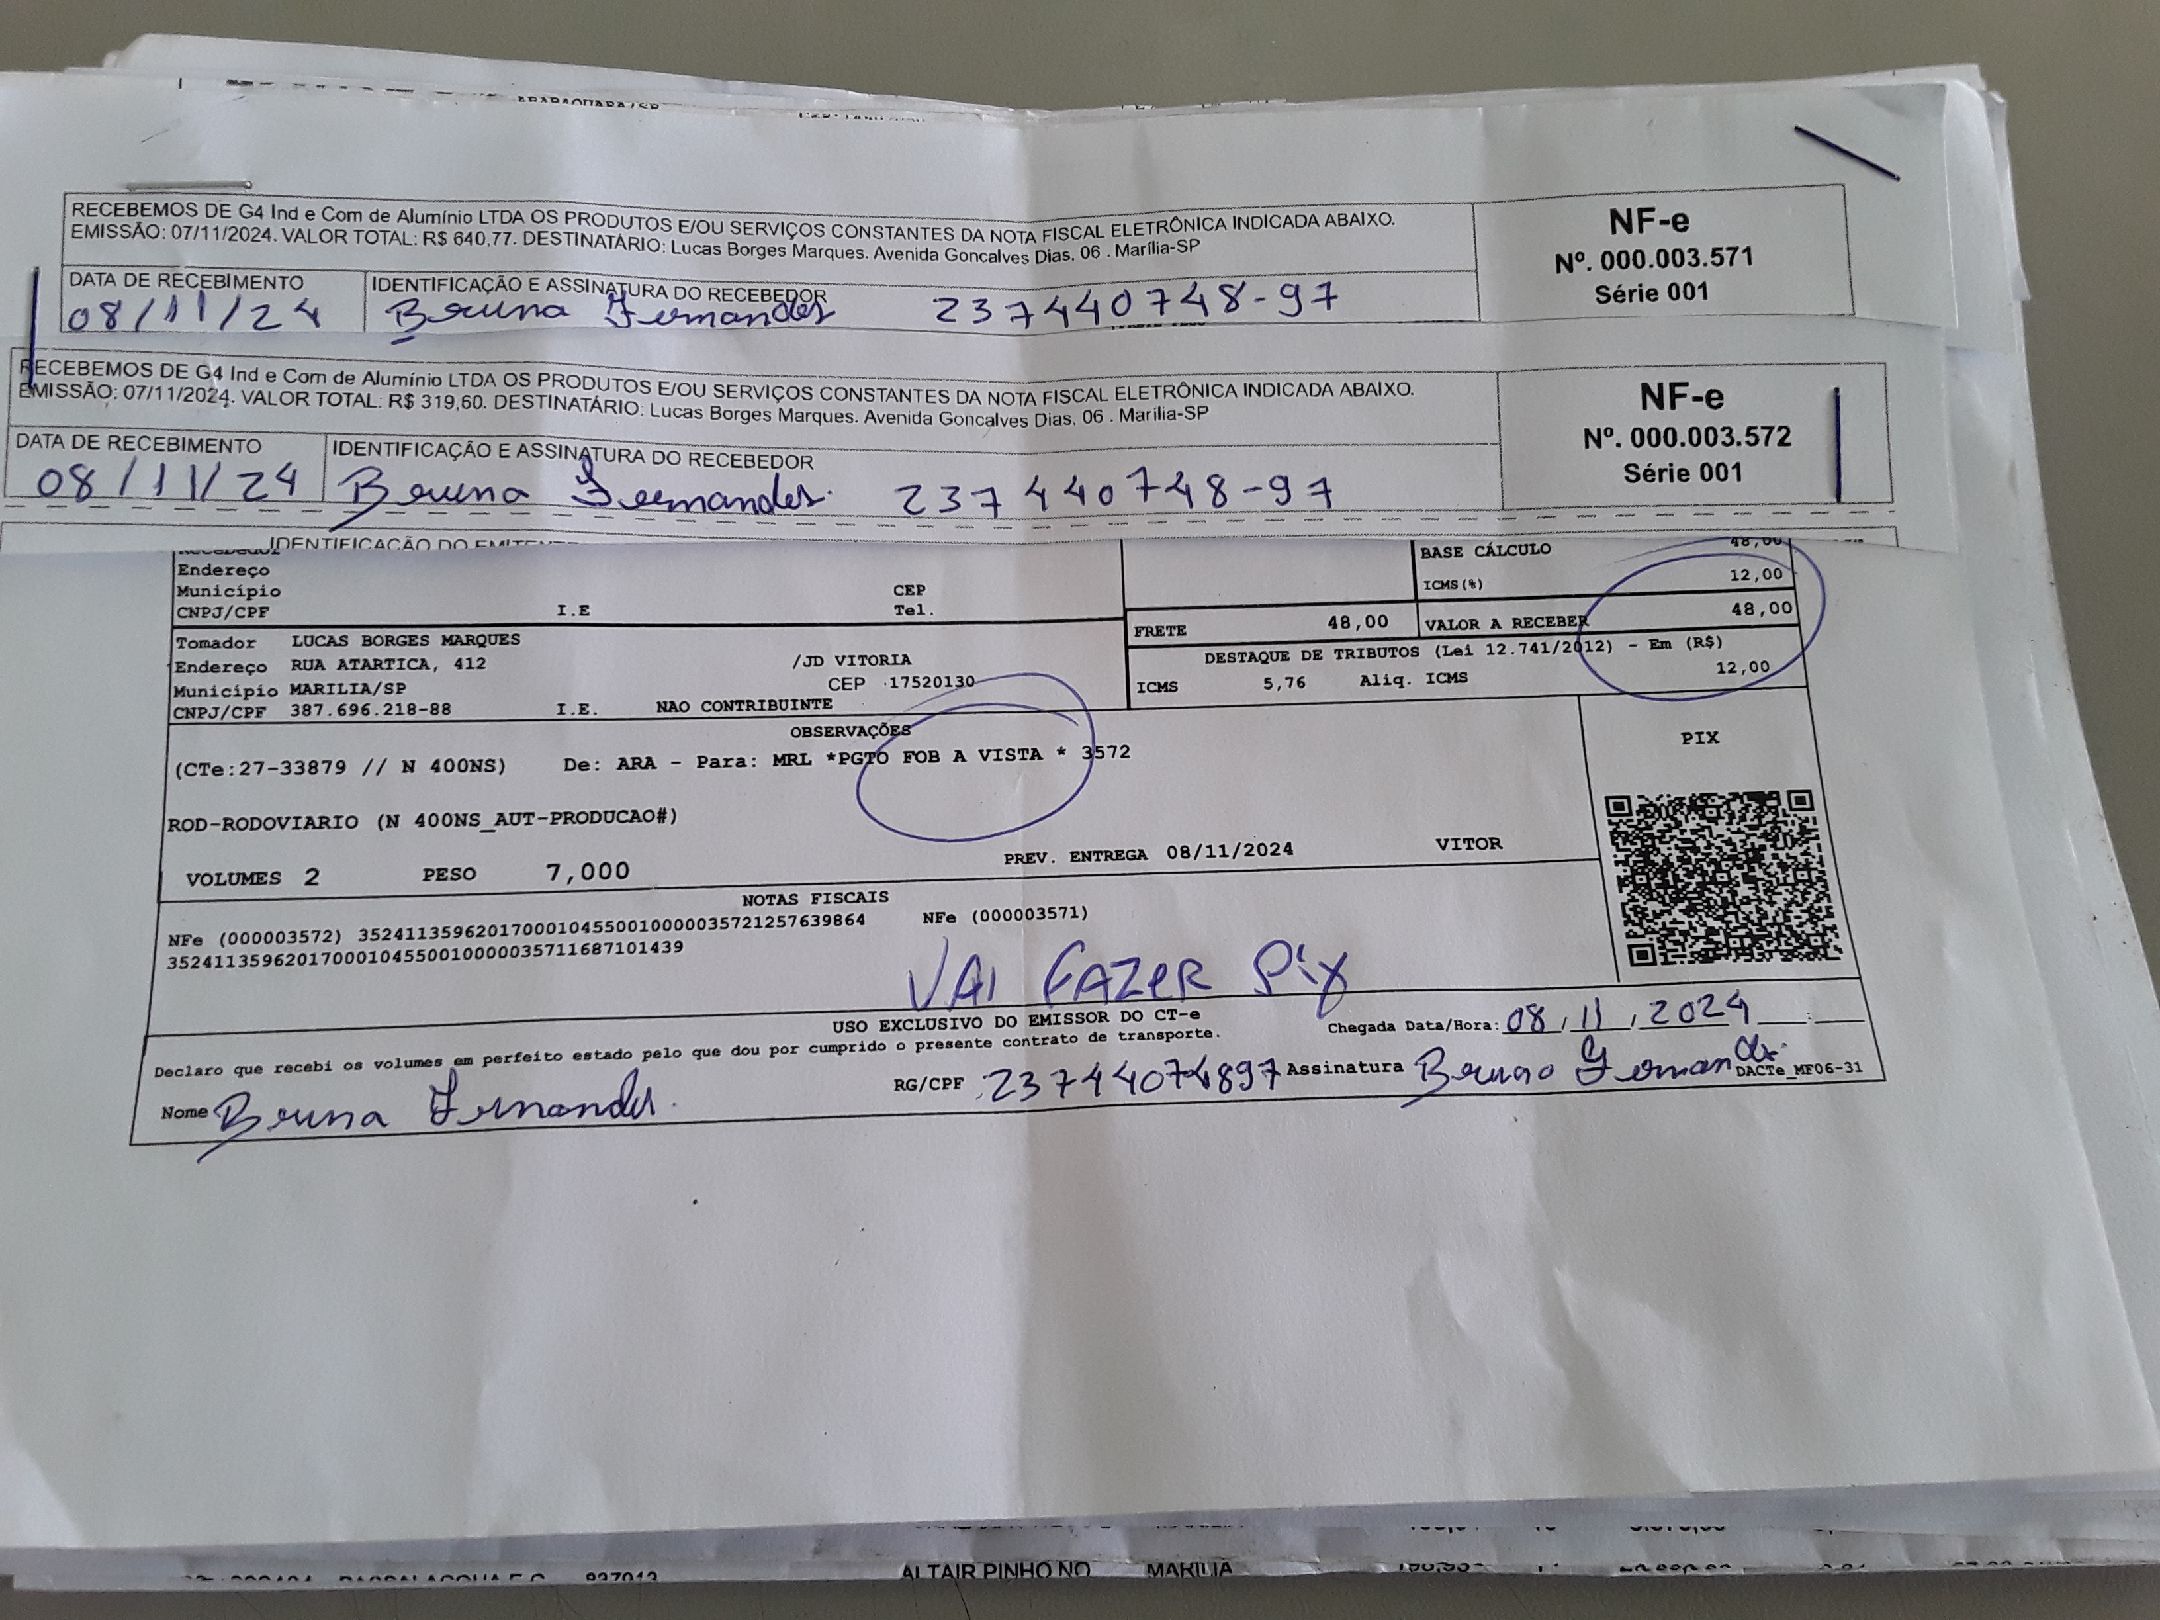 ARARAQUARA/SP
RECEBEMOS DE G4 Ind e Com de Alumínio LTDA OS PRODUTOS E/OU SERVIÇOS CONSTANTES DA NOTA FISCAL ELETRÔNICA INDICADA ABAIXO.
EMISSÃO: 07/11/2024. VALOR TOTAL: R$ 640,77. DESTINATÁRIO: Lucas Borges Marques. Avenida Goncalves Dias, 06 . Marília-SP
NF-e
Nº. 000.003.571
Série 001
DATA DE RECEBIMENTO
IDENTIFICAÇÃO E ASSINATURA DO RECEBEDOR
08/11/24 Bruna Fernandes 237440748-97
RECEBEMOS DE G4 Ind e Com de Alumínio LTDA OS PRODUTOS E/OU SERVIÇOS CONSTANTES DA NOTA FISCAL ELETRÔNICA INDICADA ABAIXO.
EMISSÃO: 07/11/2024. VALOR TOTAL: R$ 319,60. DESTINATÁRIO: Lucas Borges Marques. Avenida Goncalves Dias, 06 . Marília-SP
NF-e
Nº. 000.003.572
Série 001
DATA DE RECEBIMENTO
IDENTIFICAÇÃO E ASSINATURA DO RECEBEDOR
08/11/24 Bruna Fernandes. 237440748-97
IDENTIFICAÇÃO DO EMITENTE
Recebedor
Endereço
Município CEP
CNPJ/CPF I.E Tel.
BASE CÁLCULO 48,00
ICMS(%) 12,00
FRETE 48,00 VALOR A RECEBER 48,00
DESTAQUE DE TRIBUTOS (Lei 12.741/2012) - Em (R$)
ICMS 5,76 Aliq. ICMS 12,00
Tomador LUCAS BORGES MARQUES
Endereço RUA ATARTICA, 412 /JD VITORIA
Município MARILIA/SP CEP 17520130
CNPJ/CPF 387.696.218-88 I.E. NAO CONTRIBUINTE
OBSERVAÇÕES
(CTe:27-33879 // N 400NS) De: ARA - Para: MRL *PGTO FOB A VISTA * 3572
ROD-RODOVIARIO (N 400NS_AUT-PRODUCAO#)
VOLUMES 2 PESO 7,000 PREV. ENTREGA 08/11/2024 VITOR
PIX
NOTAS FISCAIS
NFe (000003572) 35241135962017000104550010000035721257639864 NFe (000003571)
35241135962017000104550010000035711687101439
VAI FAZER Pix
USO EXCLUSIVO DO EMISSOR DO CT-e
Chegada Data/Hora: 08/11/2024 __:__
Declaro que recebi os volumes em perfeito estado pelo que dou por cumprido o presente contrato de transporte.
Nome Bruna Fernandes. RG/CPF 23744074897 Assinatura Bruna Fernandes.
DACTe_MF06-31
ALTAIR PINHO NO MARILIA